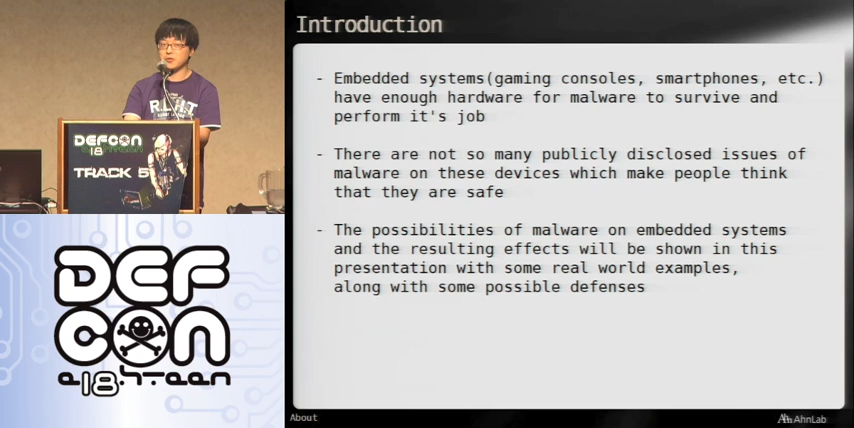 DEFCON
18
TRACK 5
DEF
CON
18
Introduction
- Embedded systems(gaming consoles, smartphones, etc.)
have enough hardware for malware to survive and
perform it's job
- There are not so many publicly disclosed issues of
malware on these devices which make people think
that they are safe
- The possibilities of malware on embedded systems
and the resulting effects will be shown in this
presentation with some real world examples,
along with some possible defenses
About
AhnLab